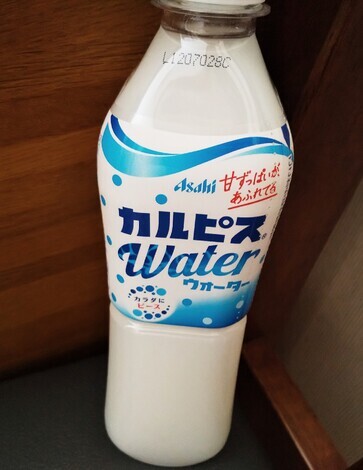 L1207028C
Asahi
甘ずっぱいが、
あふれてる
カルピス
Water
ウォーター
カラダに
ピース